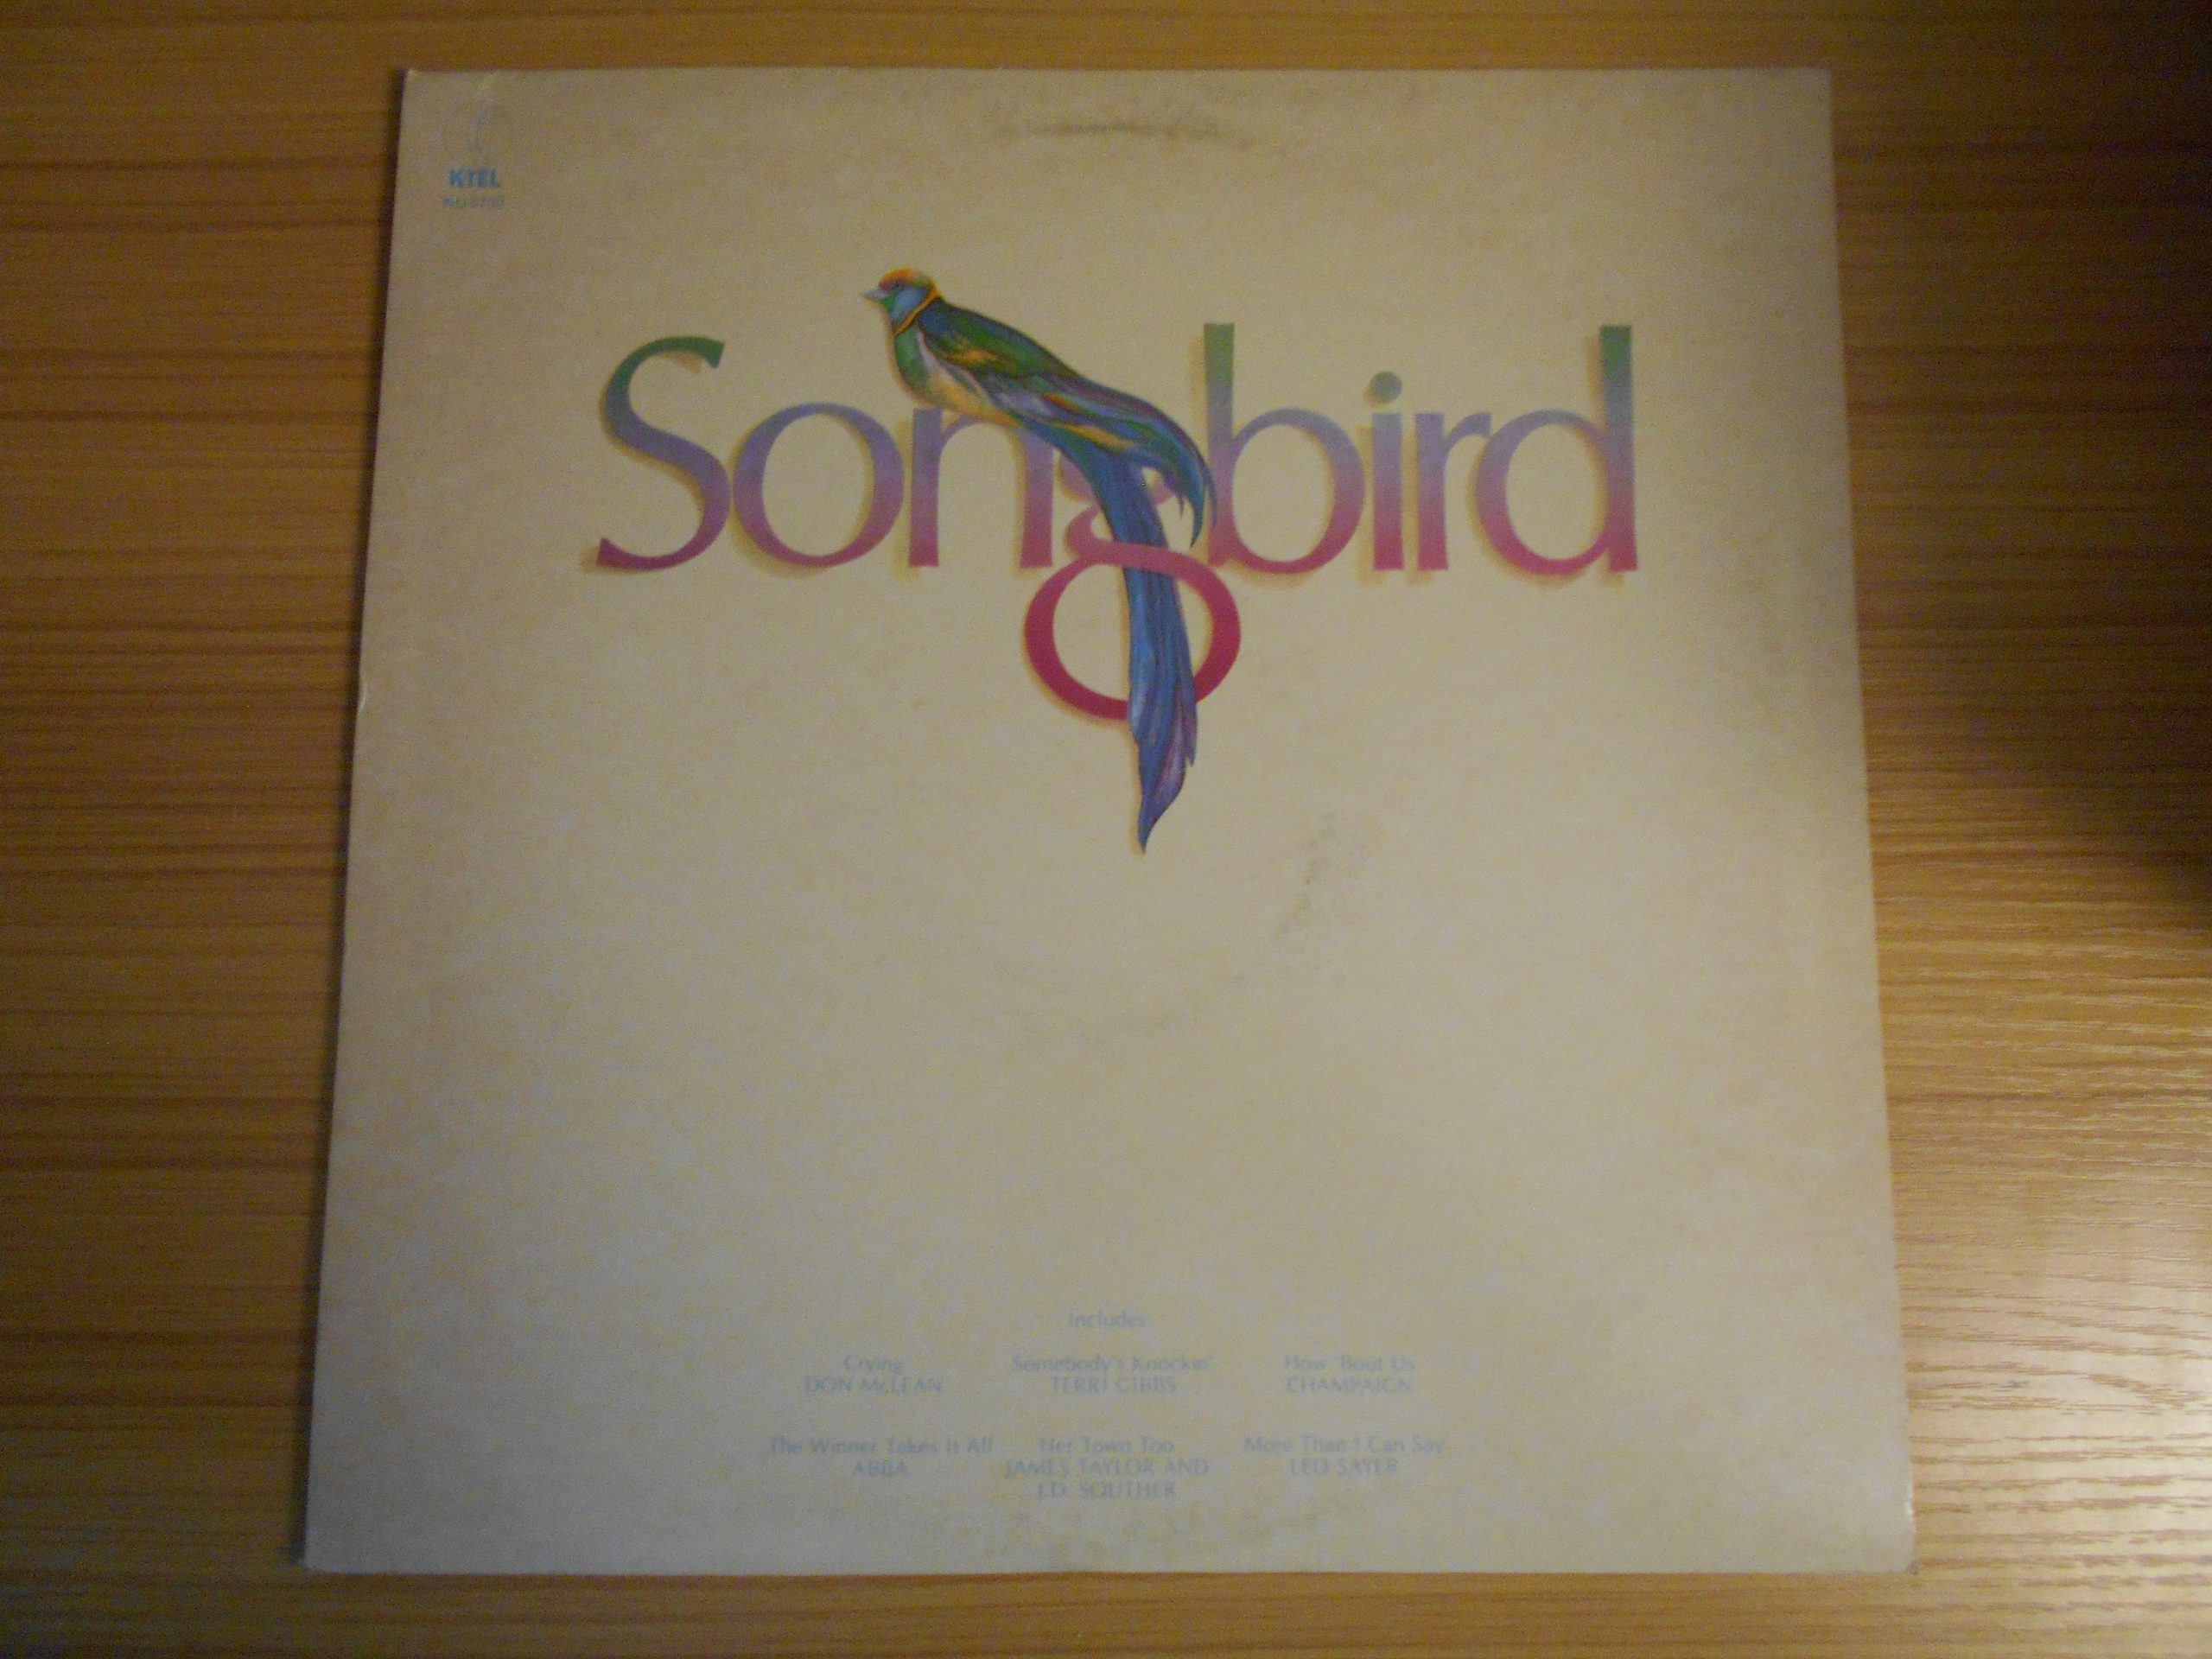 K-TEL
Songbird
Includes:
Crying
DON McLEAN
Somebody's Knockin'
TERRI GIBBS
How 'Bout Us
CHAMPAIGN
The Winner Takes It All
ABBA
Her Town Too
JAMES TAYLOR AND
J.D. SOUTHER
More Than I Can Say
LEO SAYER